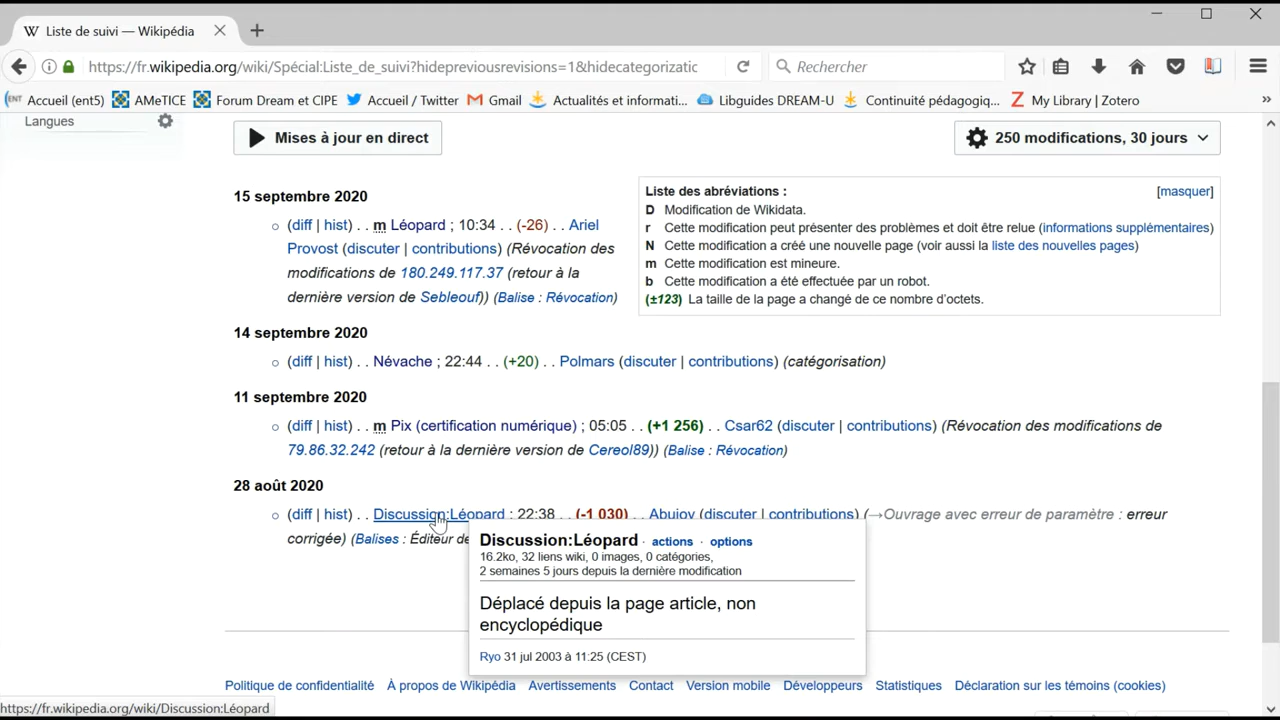 Liste de suivi — Wikipédia
https://fr.wikipedia.org/wiki/Spécial:Liste_de_suivi?hidepreviousrevisions=1&hidecategorizatic
Rechercher
Accueil (ent5) AMeTICE Forum Dream et CIPE Accueil / Twitter Gmail Actualités et informati... Libguides DREAM-U Continuité pédagogiq... My Library | Zotero »
Langues
Mises à jour en direct
250 modifications, 30 jours
15 septembre 2020
(diff | hist) . . m Léopard ; 10:34 . . (-26) . . Ariel
Provost (discuter | contributions) (Révocation des
modifications de 180.249.117.37 (retour à la
dernière version de Sebleouf)) (Balise : Révocation)
Liste des abréviations : [masquer]
D Modification de Wikidata.
r Cette modification peut présenter des problèmes et doit être relue (informations supplémentaires)
N Cette modification a créé une nouvelle page (voir aussi la liste des nouvelles pages)
m Cette modification est mineure.
b Cette modification a été effectuée par un robot.
(±123) La taille de la page a changé de ce nombre d’octets.
14 septembre 2020
(diff | hist) . . Névache ; 22:44 . . (+20) . . Polmars (discuter | contributions) (catégorisation)
11 septembre 2020
(diff | hist) . . m Pix (certification numérique) ; 05:05 . . (+1 256) . . Csar62 (discuter | contributions) (Révocation des modifications de
79.86.32.242 (retour à la dernière version de Cereol89)) (Balise : Révocation)
28 août 2020
(diff | hist) . . Discussion:Léopard ; 22:38 . . (-1 030) . . (discuter | contributions) (→Ouvrage avec erreur de paramètre : erreur
corrigée) (Balises : Éditeur de
Discussion:Léopard · actions · options
16.2ko, 32 liens wiki, 0 images, 0 catégories,
2 semaines 5 jours depuis la dernière modification
Déplacé depuis la page article, non
encyclopédique
Ryo 31 jul 2003 à 11:25 (CEST)
Politique de confidentialité À propos de Wikipédia Avertissements Contact Version mobile Développeurs Statistiques Déclaration sur les témoins (cookies)
https://fr.wikipedia.org/wiki/Discussion:Léopard